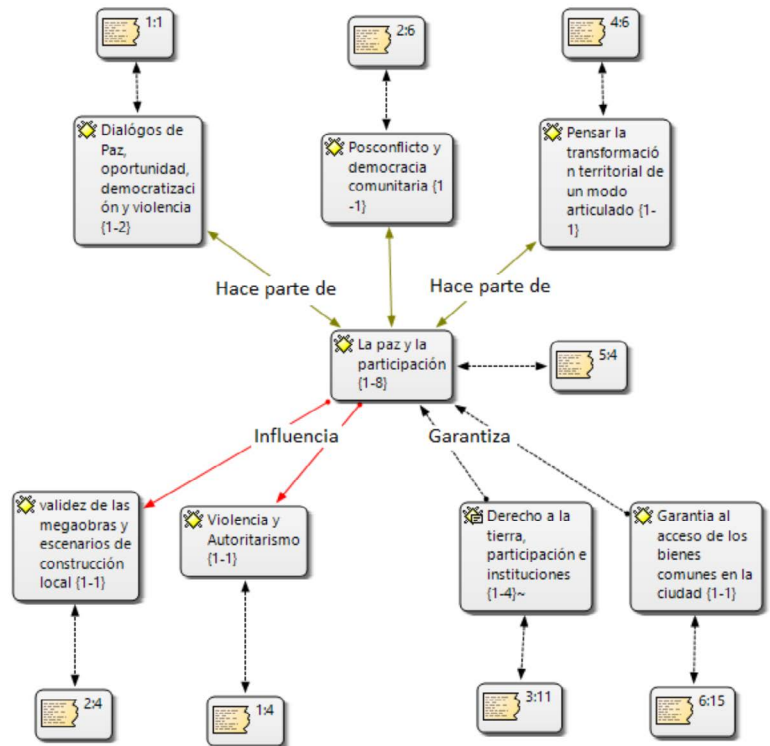 1:1
2:6
4:6
Dialógos de
Paz,
oportunidad,
democratizaci
ón y violencia
{1-2}
Posconflicto y
democracia
comunitaria {1
-1}
Pensar la
transformació
n territorial de
un modo
articulado {1-
1}
Hace parte de
Hace parte de
La paz y la
participación
{1-8}
5:4
Influencia
Garantiza
validez de las
megaobras y
escenarios de
construcción
local {1-1}
Violencia y
Autoritarismo
{1-1}
Derecho a la
tierra,
participación e
instituciones
{1-4}~
Garantia al
acceso de los
bienes
comunes en la
ciudad {1-1}
2:4
1:4
3:11
6:15